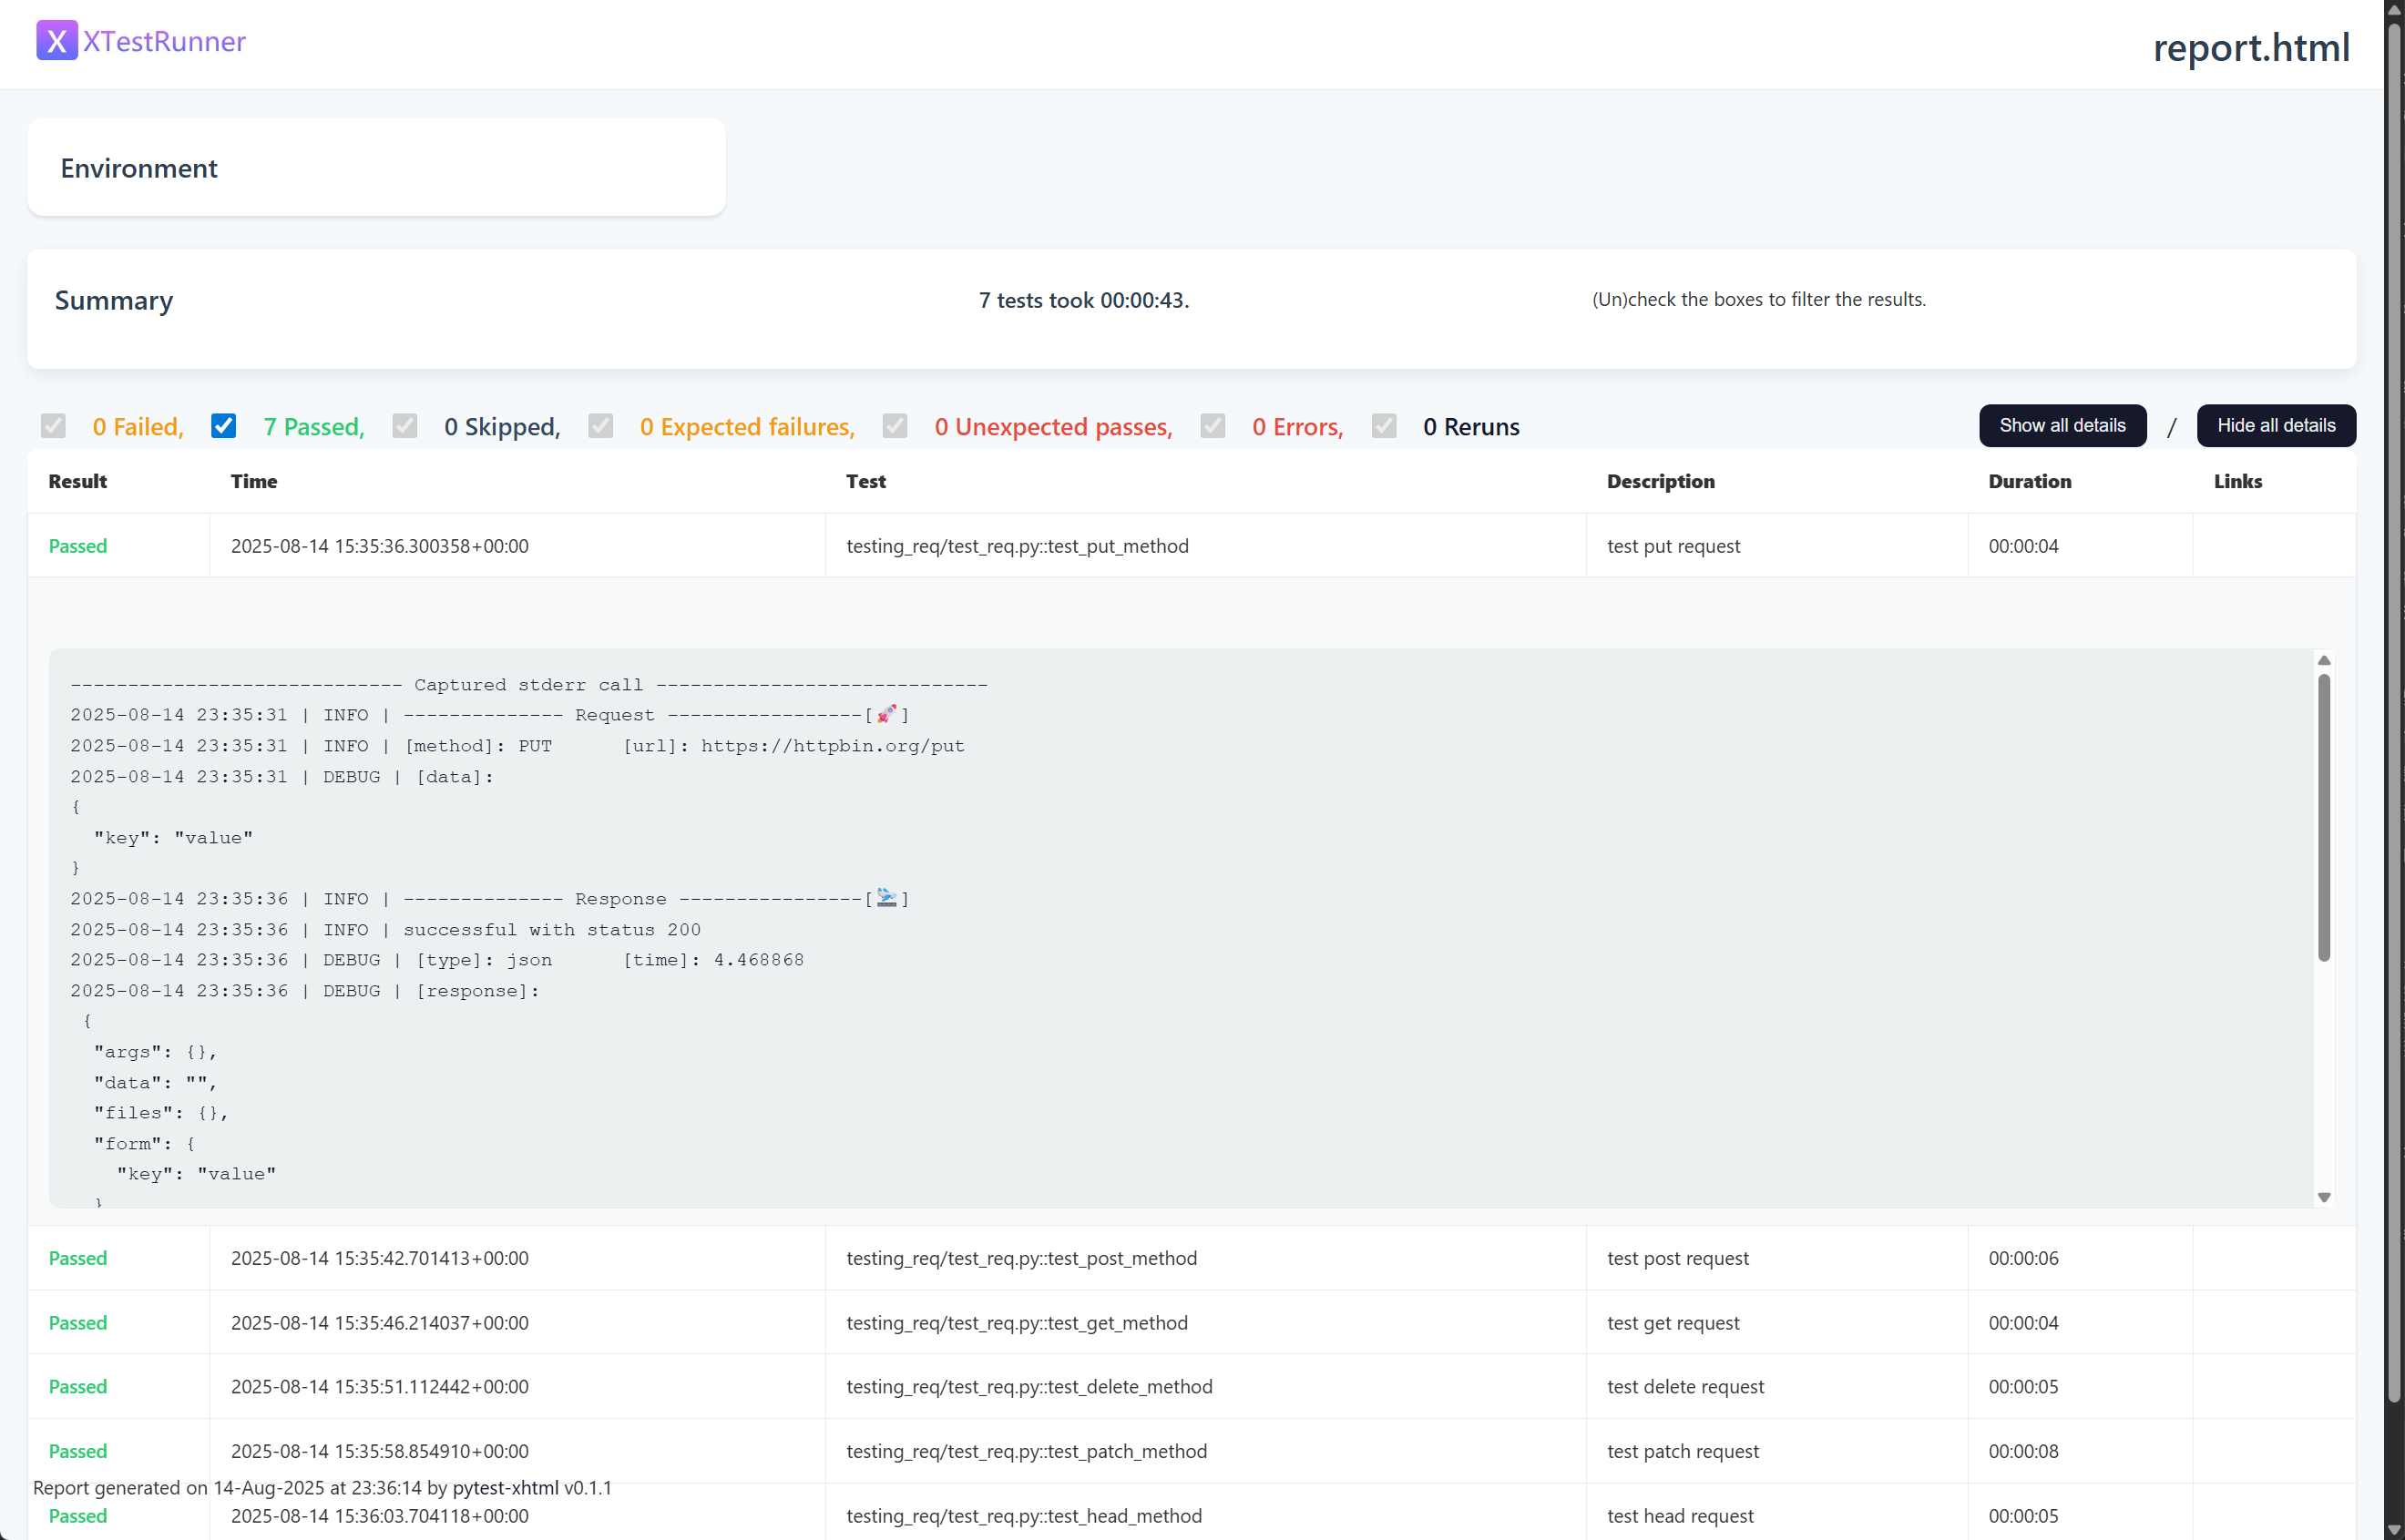 X XTestRunner
report.html
Environment
Summary
7 tests took 00:00:43.
(Un)check the boxes to filter the results.
0 Failed, 7 Passed, 0 Skipped, 0 Expected failures, 0 Unexpected passes, 0 Errors, 0 Reruns
Show all details / Hide all details
Result Time Test Description Duration Links
Passed 2025-08-14 15:35:36.300358+00:00 testing_req/test_req.py::test_put_method test put request 00:00:04
----------------------------- Captured stderr call -----------------------------
2025-08-14 23:35:31 | INFO | -------------- Request -----------------[🚀]
2025-08-14 23:35:31 | INFO | [method]: PUT      [url]: https://httpbin.org/put
2025-08-14 23:35:31 | DEBUG | [data]:
{
  "key": "value"
}
2025-08-14 23:35:36 | INFO | -------------- Response ----------------[🛬]
2025-08-14 23:35:36 | INFO | successful with status 200
2025-08-14 23:35:36 | DEBUG | [type]: json      [time]: 4.468868
2025-08-14 23:35:36 | DEBUG | [response]:
 {
  "args": {},
  "data": "",
  "files": {},
  "form": {
    "key": "value"
  }
Passed 2025-08-14 15:35:42.701413+00:00 testing_req/test_req.py::test_post_method test post request 00:00:06
Passed 2025-08-14 15:35:46.214037+00:00 testing_req/test_req.py::test_get_method test get request 00:00:04
Passed 2025-08-14 15:35:51.112442+00:00 testing_req/test_req.py::test_delete_method test delete request 00:00:05
Passed 2025-08-14 15:35:58.854910+00:00 testing_req/test_req.py::test_patch_method test patch request 00:00:08
Report generated on 14-Aug-2025 at 23:36:14 by pytest-xhtml v0.1.1
Passed 2025-08-14 15:36:03.704118+00:00 testing_req/test_req.py::test_head_method test head request 00:00:05